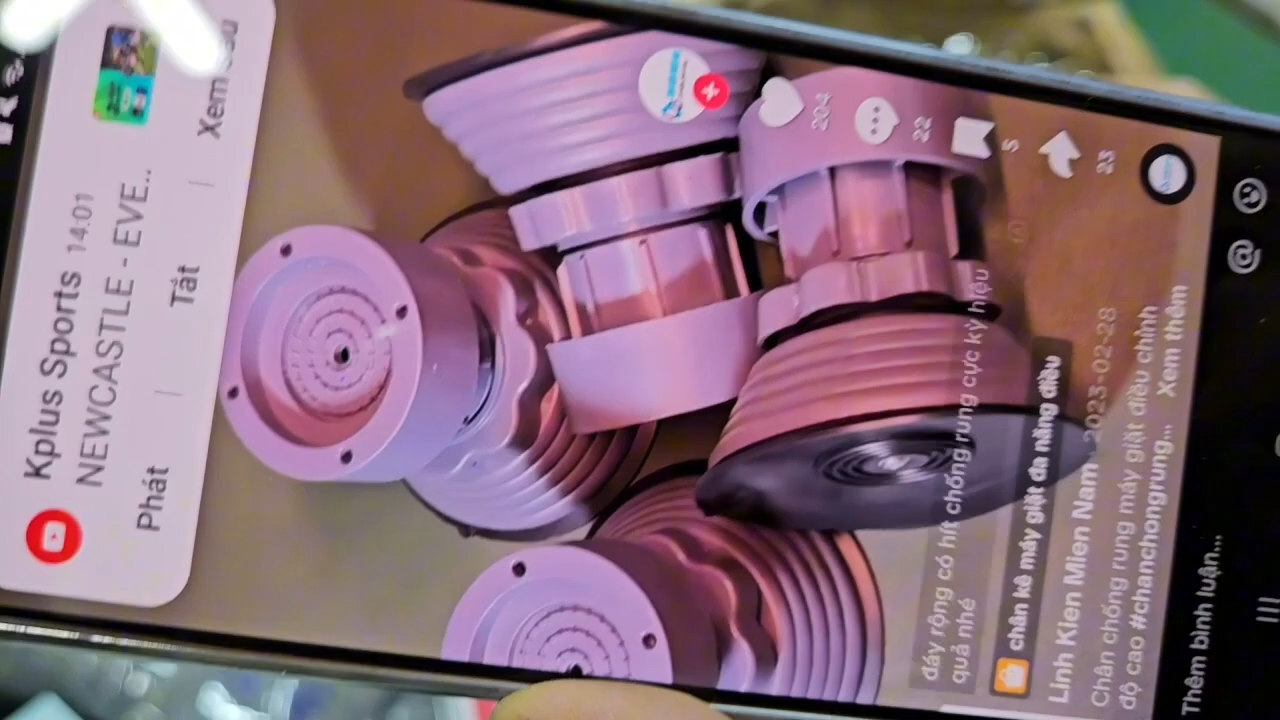 Kplus Sports 14:01
NEWCASTLE - EVE...
Phát | Tắt | Xem sau
204
22
5
23
đáy rộng có hít chống rung cực kỳ hiệu
quả nhé
chân kê máy giặt đa năng điều
Linh Kien Mien Nam 2023-02-28
Chân chống rung máy giặt điều chỉnh
độ cao #chanchongrung... Xem thêm
Thêm bình luận...
@